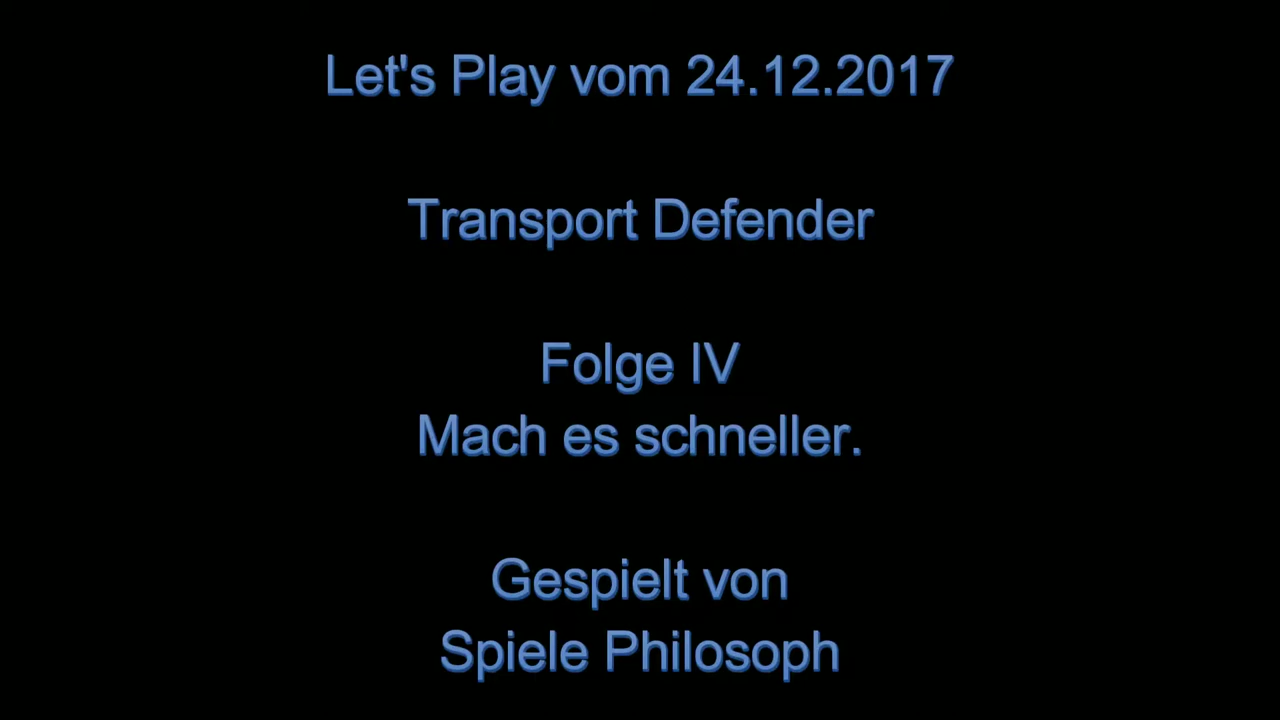 Let's Play vom 24.12.2017
Transport Defender
Folge IV
Mach es schneller.
Gespielt von
Spiele Philosoph